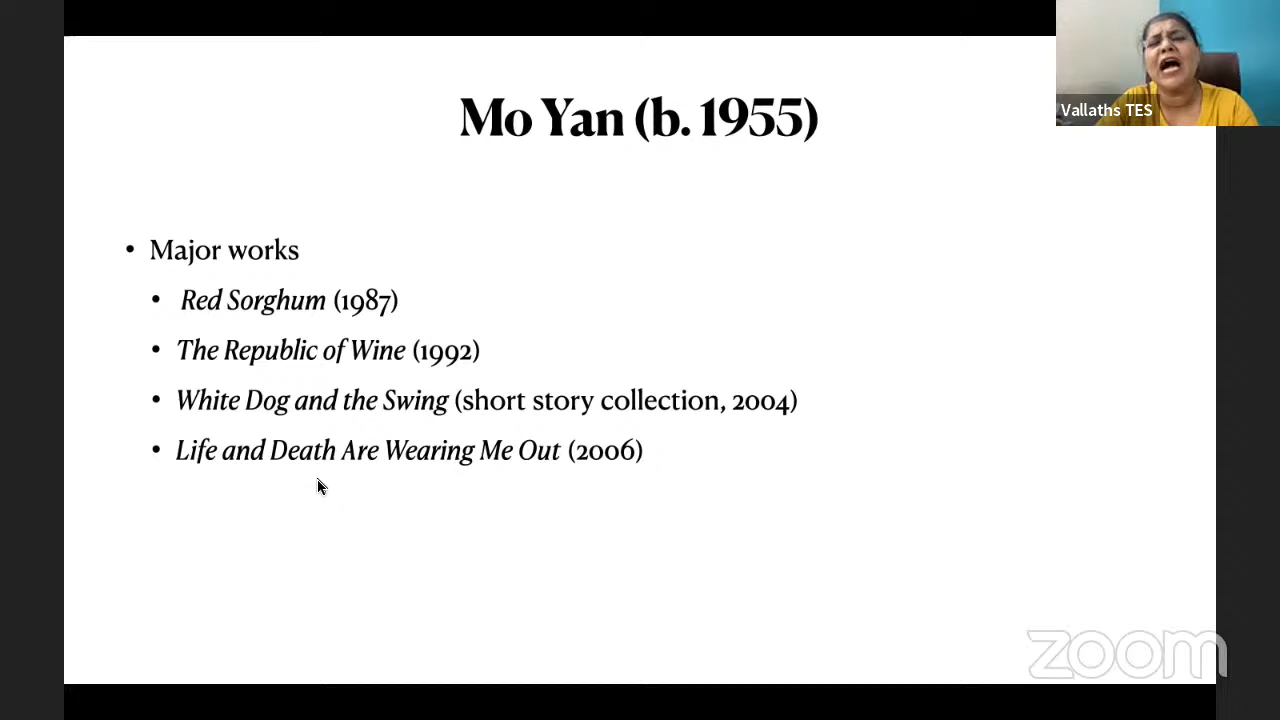 Mo Yan (b. 1955)
Vallaths TES
• Major works
• Red Sorghum (1987)
• The Republic of Wine (1992)
• White Dog and the Swing (short story collection, 2004)
• Life and Death Are Wearing Me Out (2006)
zoom